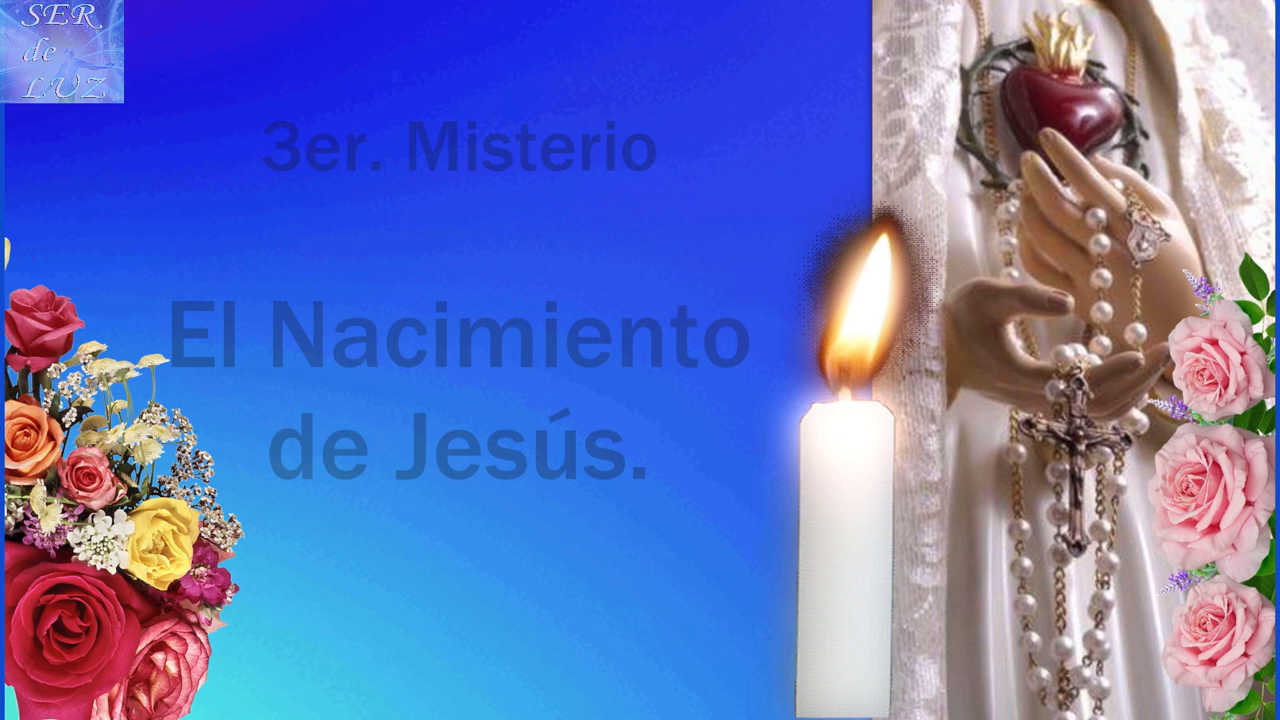 SER
de
LUZ
3er. Misterio
El Nacimiento
de Jesús.